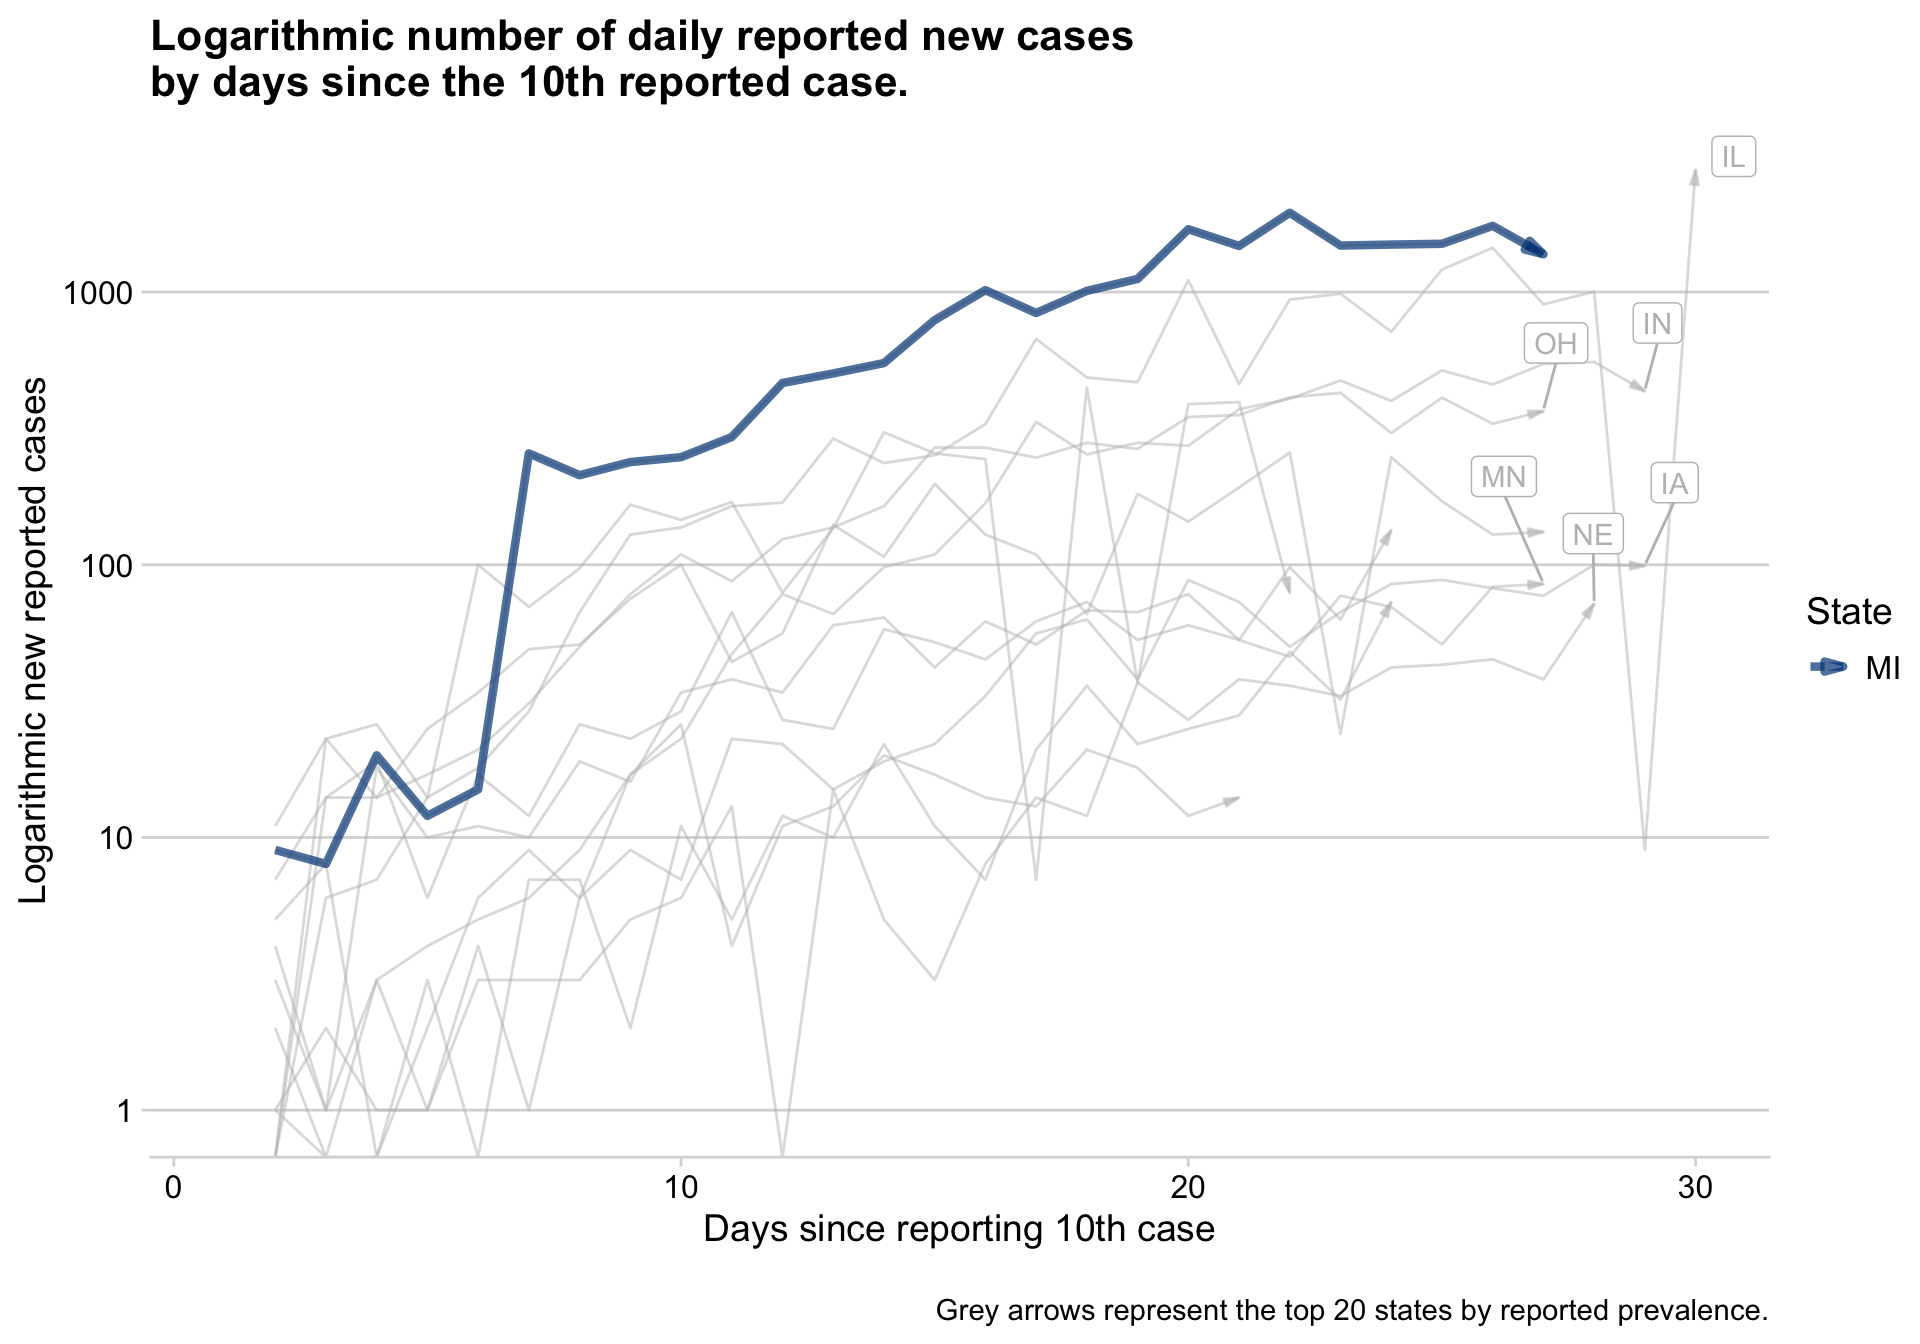 Logarithmic number of daily reported new cases
by days since the 10th reported case.
IL
1000
IN
OH
MN
IA
NE
100
State
MI
10
1
Logarithmic new reported cases
0
10
20
30
Days since reporting 10th case
Grey arrows represent the top 20 states by reported prevalence.